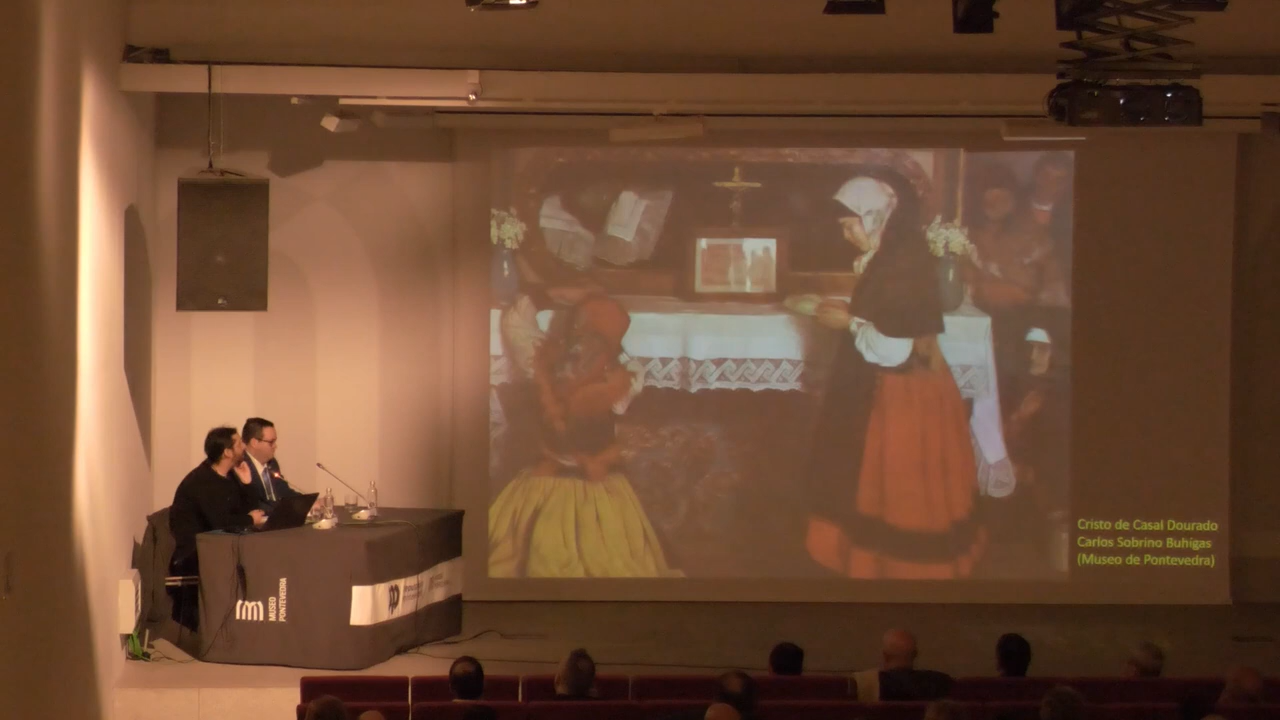 Cristo de Casal Dourado
Carlos Sobrino Buhígas
(Museo de Pontevedra)
MUSEO
PONTEVEDRA